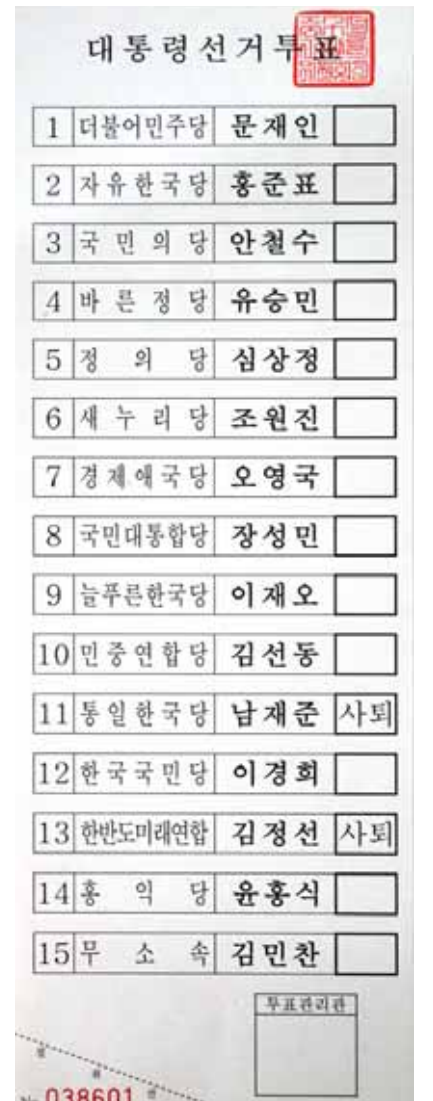 대통령선거투표
1 더불어민주당 문재인
2 자유한국당 홍준표
3 국민의당 안철수
4 바른정당 유승민
5 정의당 심상정
6 새누리당 조원진
7 경제애국당 오영국
8 국민대통합당 장성민
9 늘푸른한국당 이재오
10 민중연합당 김선동
11 통일한국당 남재준 사퇴
12 한국국민당 이경희
13 한반도미래연합 김정선 사퇴
14 홍익당 윤홍식
15 무소속 김민찬
투표관리관
절취선
№ 038601